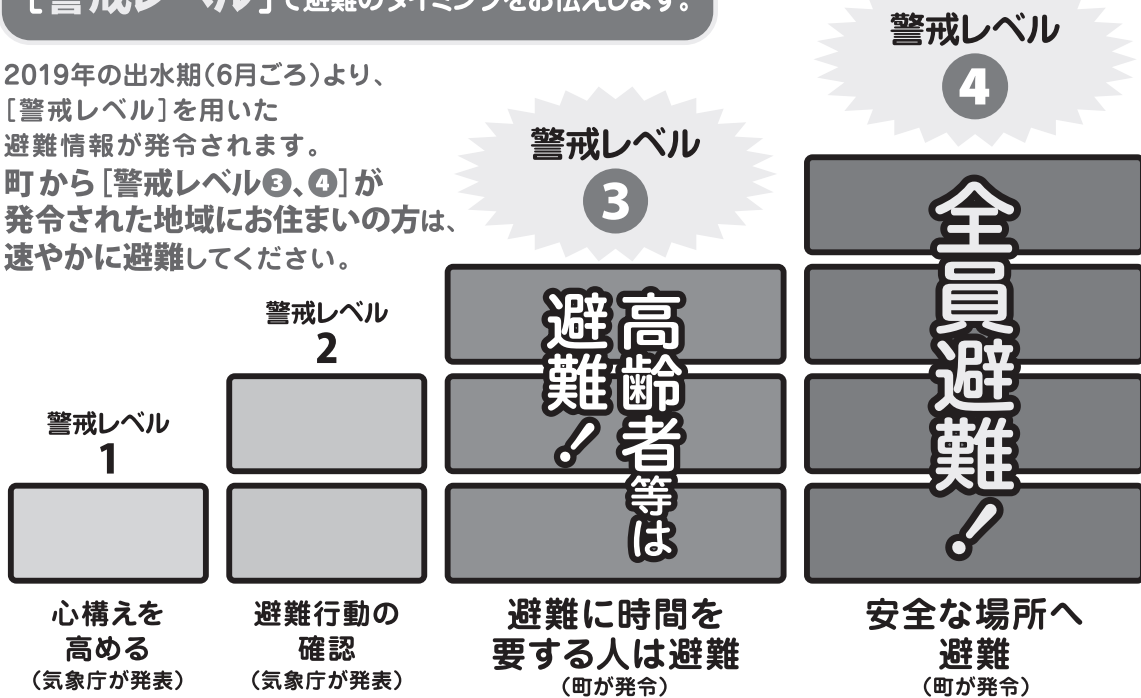 [警戒レベル]で避難のタイミングをお伝えします。
2019年の出水期(6月ごろ)より、
[警戒レベル]を用いた
避難情報が発令されます。
町から[警戒レベル❸、❹]が
発令された地域にお住まいの方は、
速やかに避難してください。
警戒レベル
1
心構えを
高める
(気象庁が発表)
警戒レベル
2
避難行動の
確認
(気象庁が発表)
警戒レベル
3
高齢者等は
避難!
避難に時間を
要する人は避難
(町が発令)
警戒レベル
4
全員避難!
安全な場所へ
避難
(町が発令)